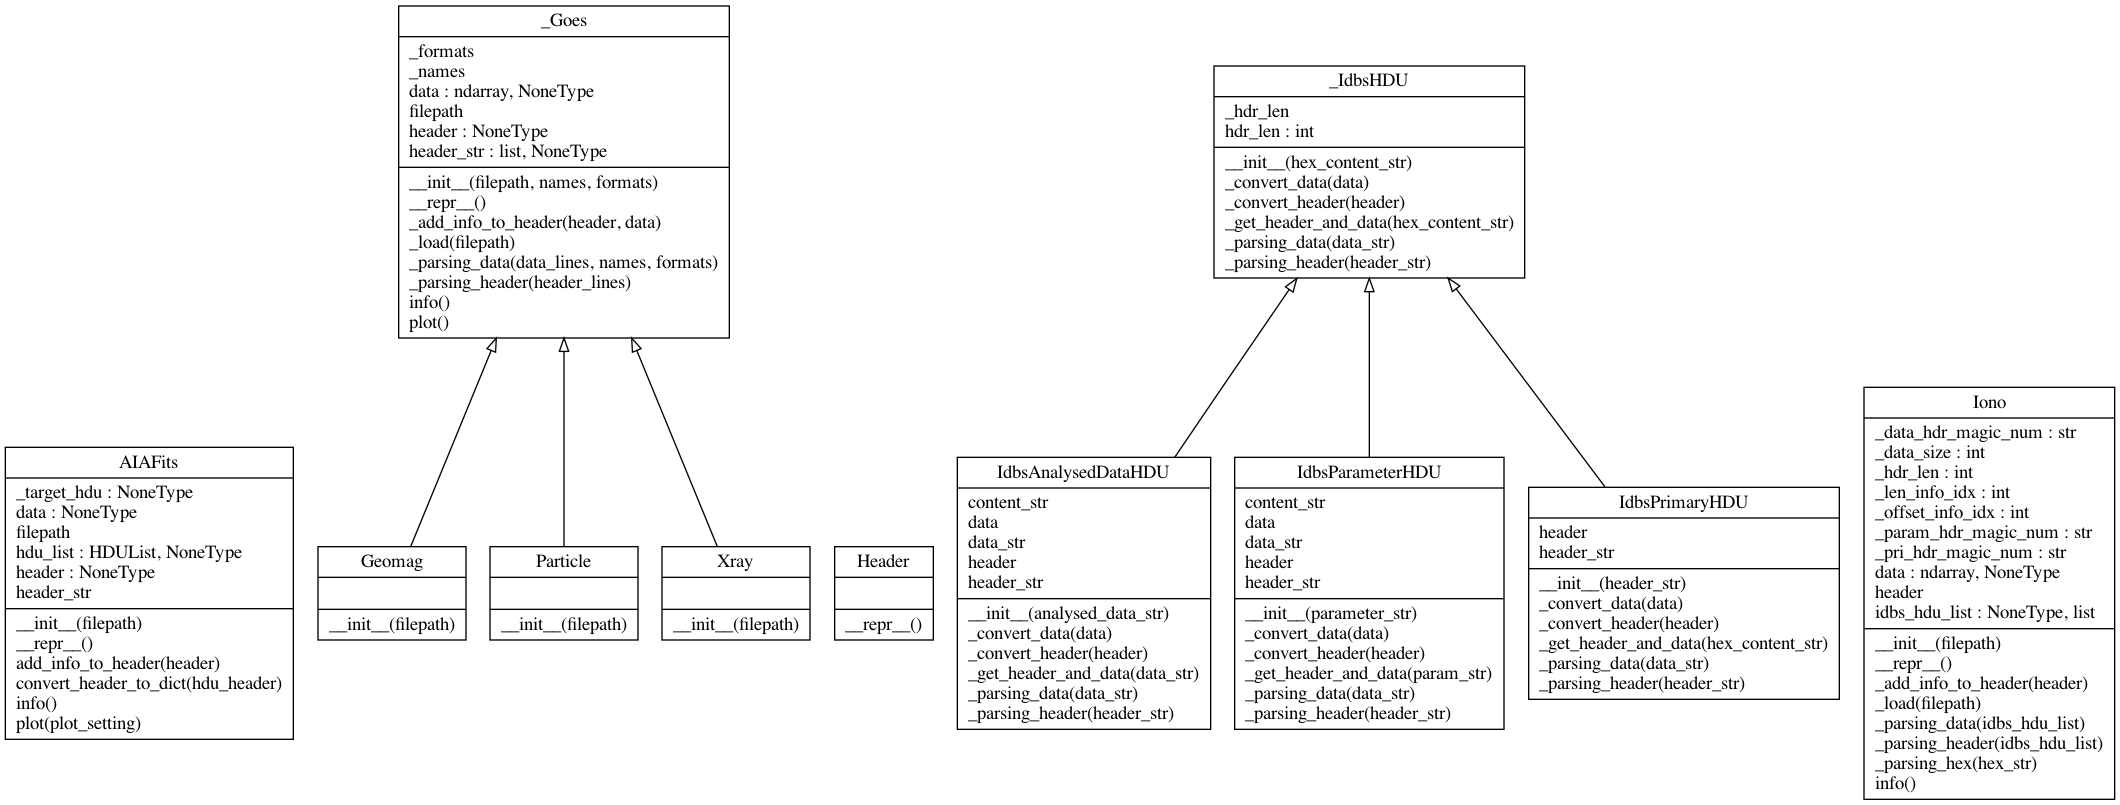 _Goes
_formats
_names
data : ndarray, NoneType
filepath
header : NoneType
header_str : list, NoneType
__init__(filepath, names, formats)
__repr__()
_add_info_to_header(header, data)
_load(filepath)
_parsing_data(data_lines, names, formats)
_parsing_header(header_lines)
info()
plot()
_IdbsHDU
_hdr_len
hdr_len : int
__init__(hex_content_str)
_convert_data(data)
_convert_header(header)
_get_header_and_data(hex_content_str)
_parsing_data(data_str)
_parsing_header(header_str)
AIAFits
_target_hdu : NoneType
data : NoneType
filepath
hdu_list : HDUList, NoneType
header : NoneType
header_str
__init__(filepath)
__repr__()
add_info_to_header(header)
convert_header_to_dict(hdu_header)
info()
plot(plot_setting)
Geomag
__init__(filepath)
Particle
__init__(filepath)
Xray
__init__(filepath)
Header
__repr__()
IdbsAnalysedDataHDU
content_str
data
data_str
header
header_str
__init__(analysed_data_str)
_convert_data(data)
_convert_header(header)
_get_header_and_data(data_str)
_parsing_data(data_str)
_parsing_header(header_str)
IdbsParameterHDU
content_str
data
data_str
header
header_str
__init__(parameter_str)
_convert_data(data)
_convert_header(header)
_get_header_and_data(param_str)
_parsing_data(data_str)
_parsing_header(header_str)
IdbsPrimaryHDU
header
header_str
__init__(header_str)
_convert_data(data)
_convert_header(header)
_get_header_and_data(hex_content_str)
_parsing_data(data_str)
_parsing_header(header_str)
Iono
_data_hdr_magic_num : str
_data_size : int
_hdr_len : int
_len_info_idx : int
_offset_info_idx : int
_param_hdr_magic_num : str
_pri_hdr_magic_num : str
data : ndarray, NoneType
header
idbs_hdu_list : NoneType, list
__init__(filepath)
__repr__()
_add_info_to_header(header)
_load(filepath)
_parsing_data(idbs_hdu_list)
_parsing_header(idbs_hdu_list)
_parsing_hex(hex_str)
info()